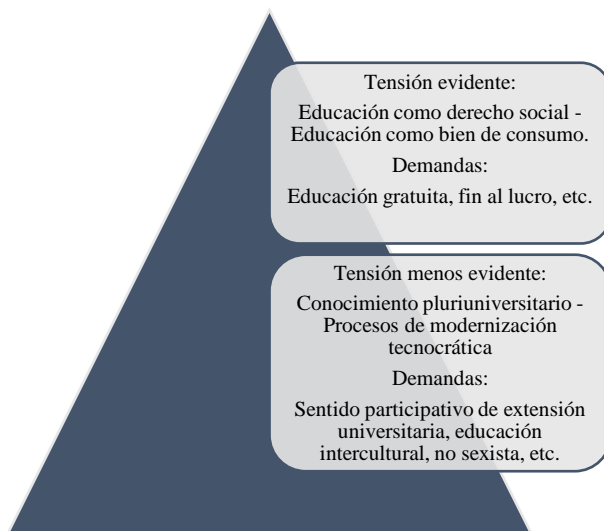 Tensión evidente:
Educación como derecho social -
Educación como bien de consumo.
Demandas:
Educación gratuita, fin al lucro, etc.
Tensión menos evidente:
Conocimiento pluriuniversitario -
Procesos de modernización
tecnocrática
Demandas:
Sentido participativo de extensión
universitaria, educación
intercultural, no sexista, etc.